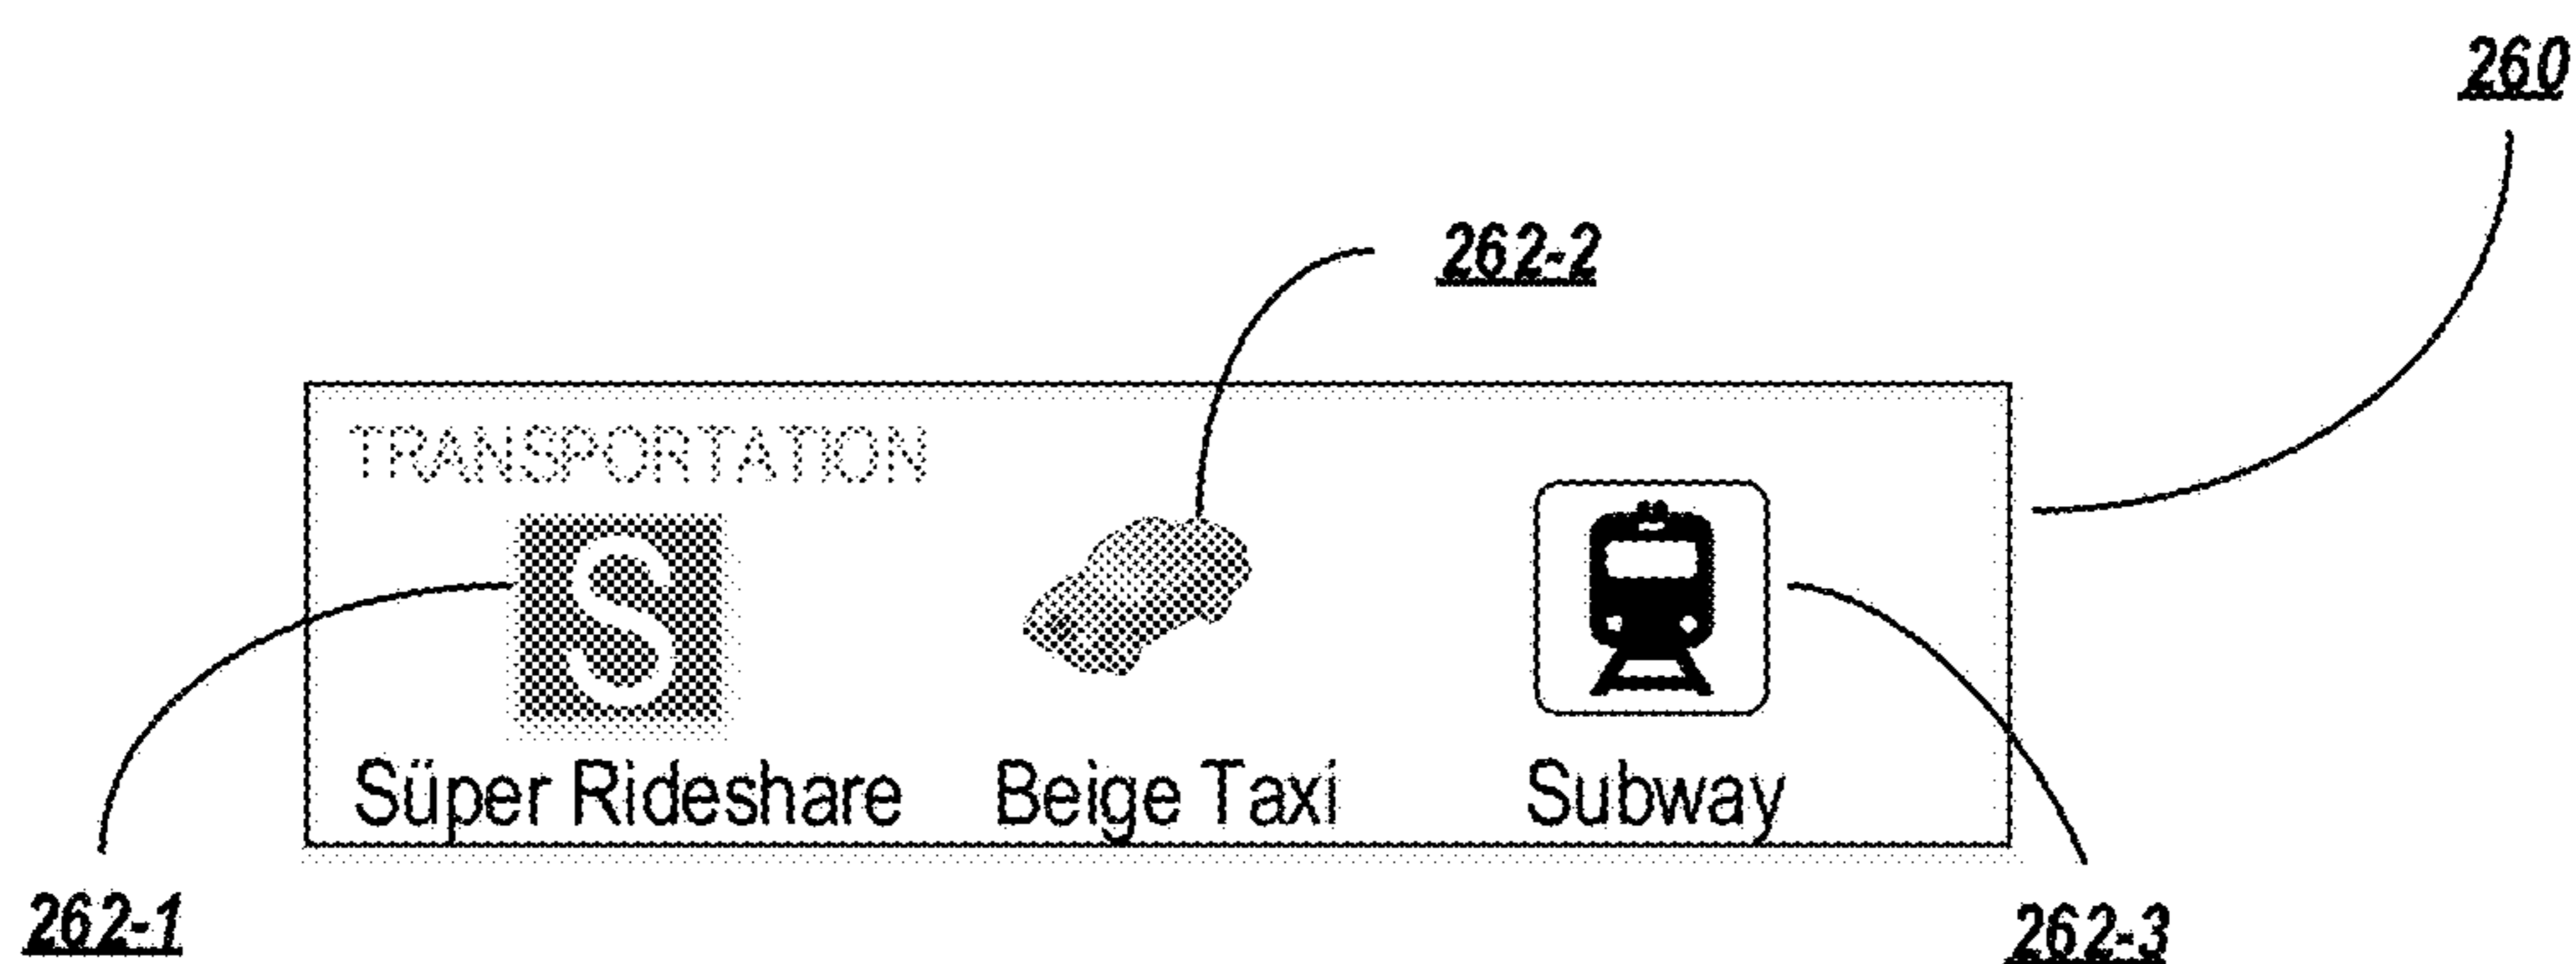 260
262-2
TRANSPORTATION
S
Süper Rideshare Beige Taxi Subway
262-1 262-3